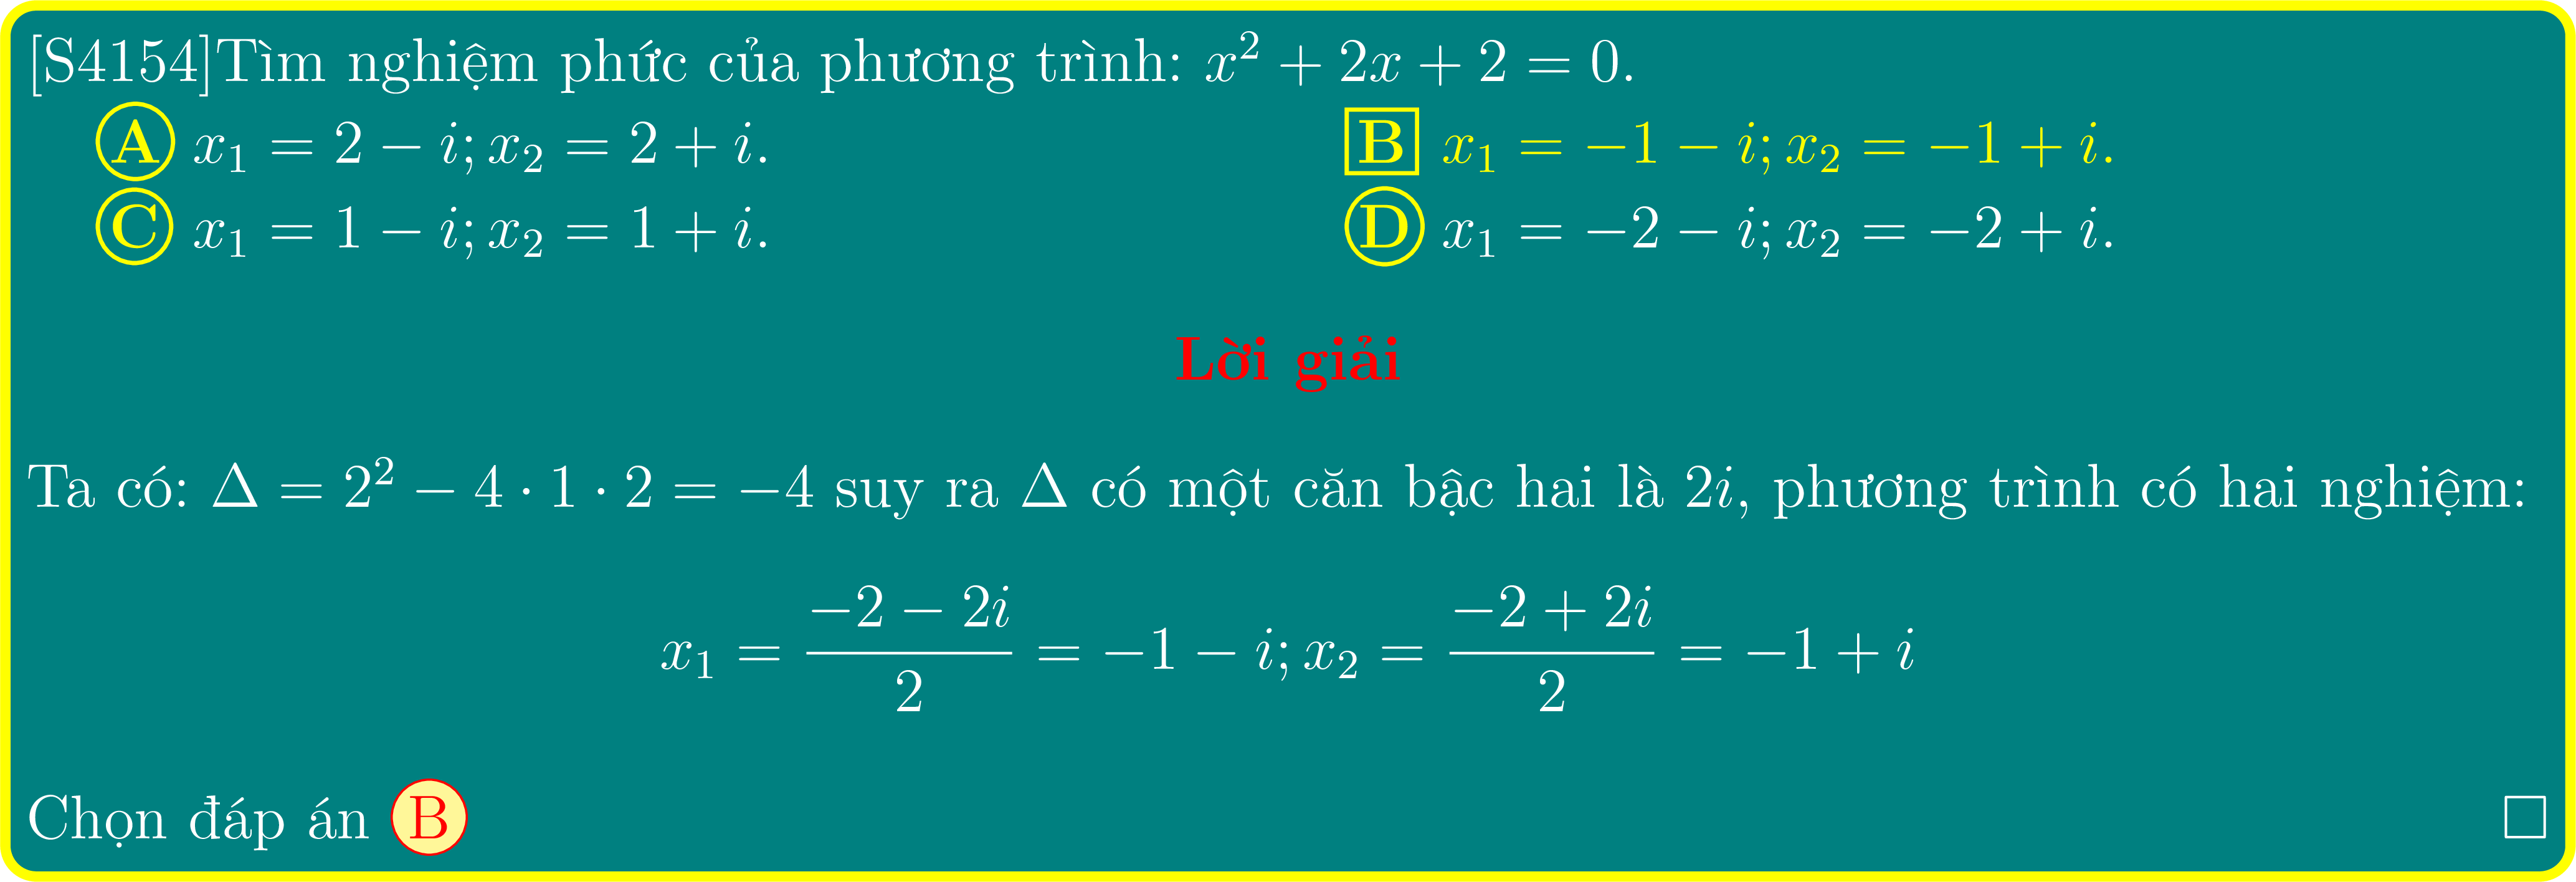 [S4154]Tìm nghiệm phức của phương trình: $x^2 + 2x + 2 = 0$.
A $x_1 = 2 - i; x_2 = 2 + i$. B $x_1 = -1 - i; x_2 = -1 + i$.
C $x_1 = 1 - i; x_2 = 1 + i$. D $x_1 = -2 - i; x_2 = -2 + i$.
Lời giải
Ta có: $\Delta = 2^2 - 4 \cdot 1 \cdot 2 = -4$ suy ra $\Delta$ có một căn bậc hai là $2i$, phương trình có hai nghiệm:
$x_1 = \dfrac{-2 - 2i}{2} = -1 - i; x_2 = \dfrac{-2 + 2i}{2} = -1 + i$
Chọn đáp án B □